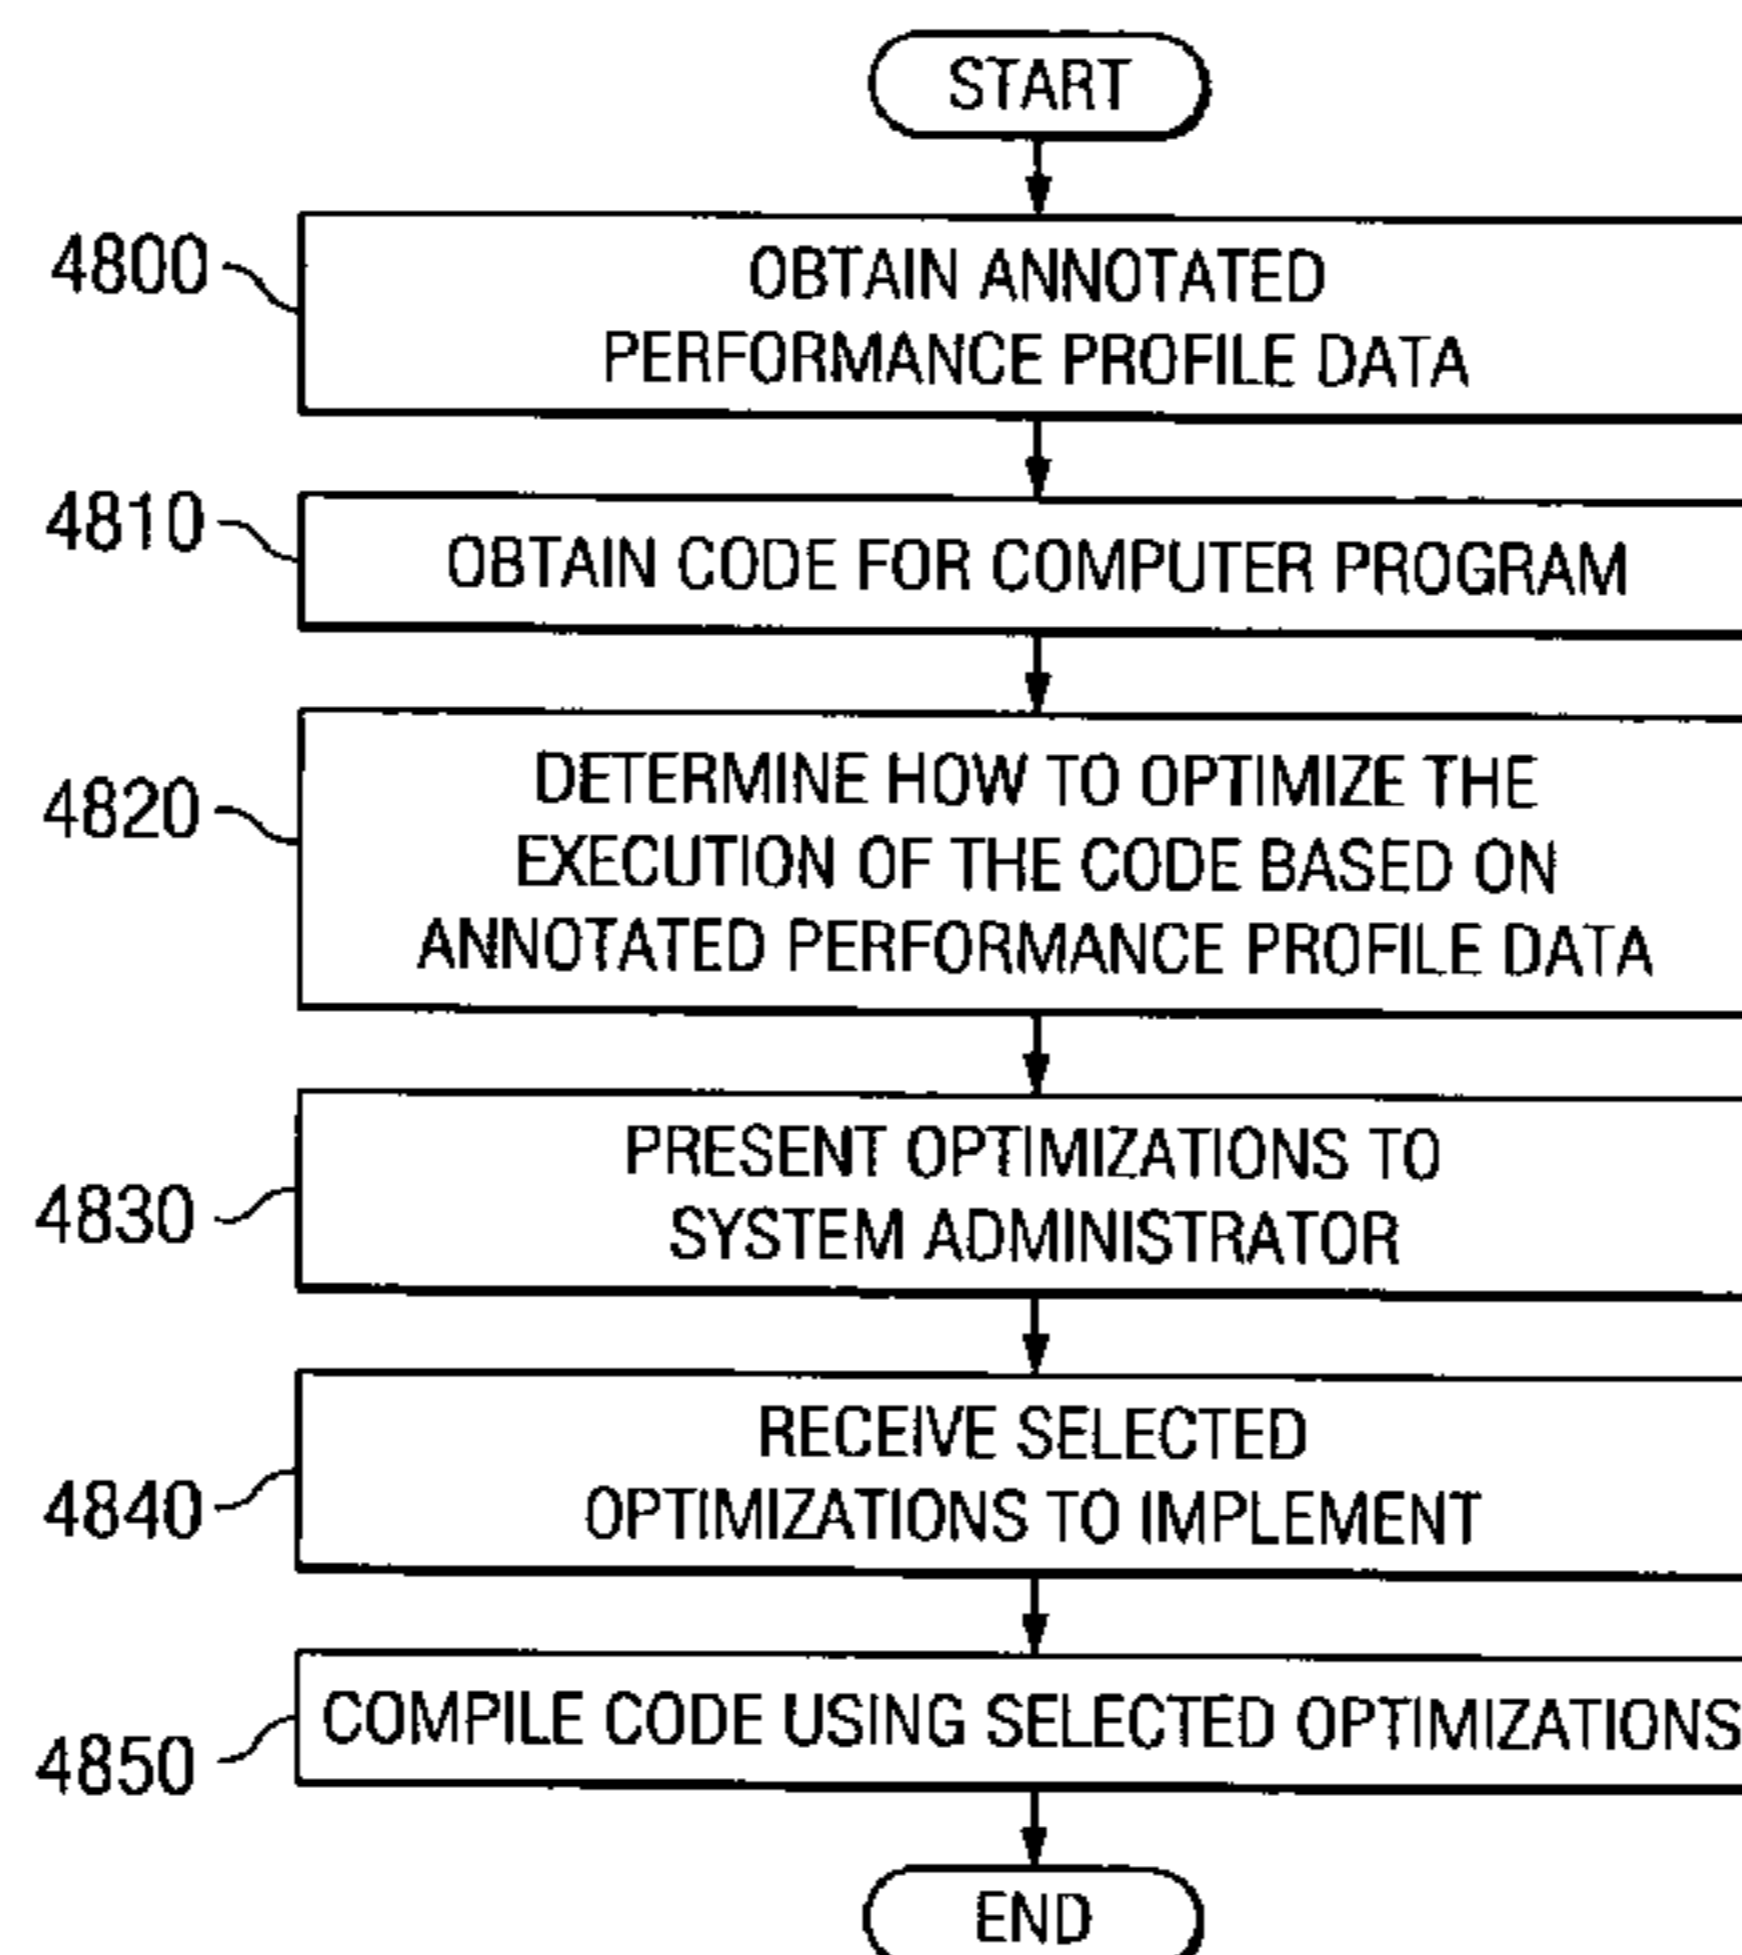 START
4800
OBTAIN ANNOTATED
PERFORMANCE PROFILE DATA
4810
OBTAIN CODE FOR COMPUTER PROGRAM
4820
DETERMINE HOW TO OPTIMIZE THE
EXECUTION OF THE CODE BASED ON
ANNOTATED PERFORMANCE PROFILE DATA
4830
PRESENT OPTIMIZATIONS TO
SYSTEM ADMINISTRATOR
4840
RECEIVE SELECTED
OPTIMIZATIONS TO IMPLEMENT
4850
COMPILE CODE USING SELECTED OPTIMIZATIONS
END